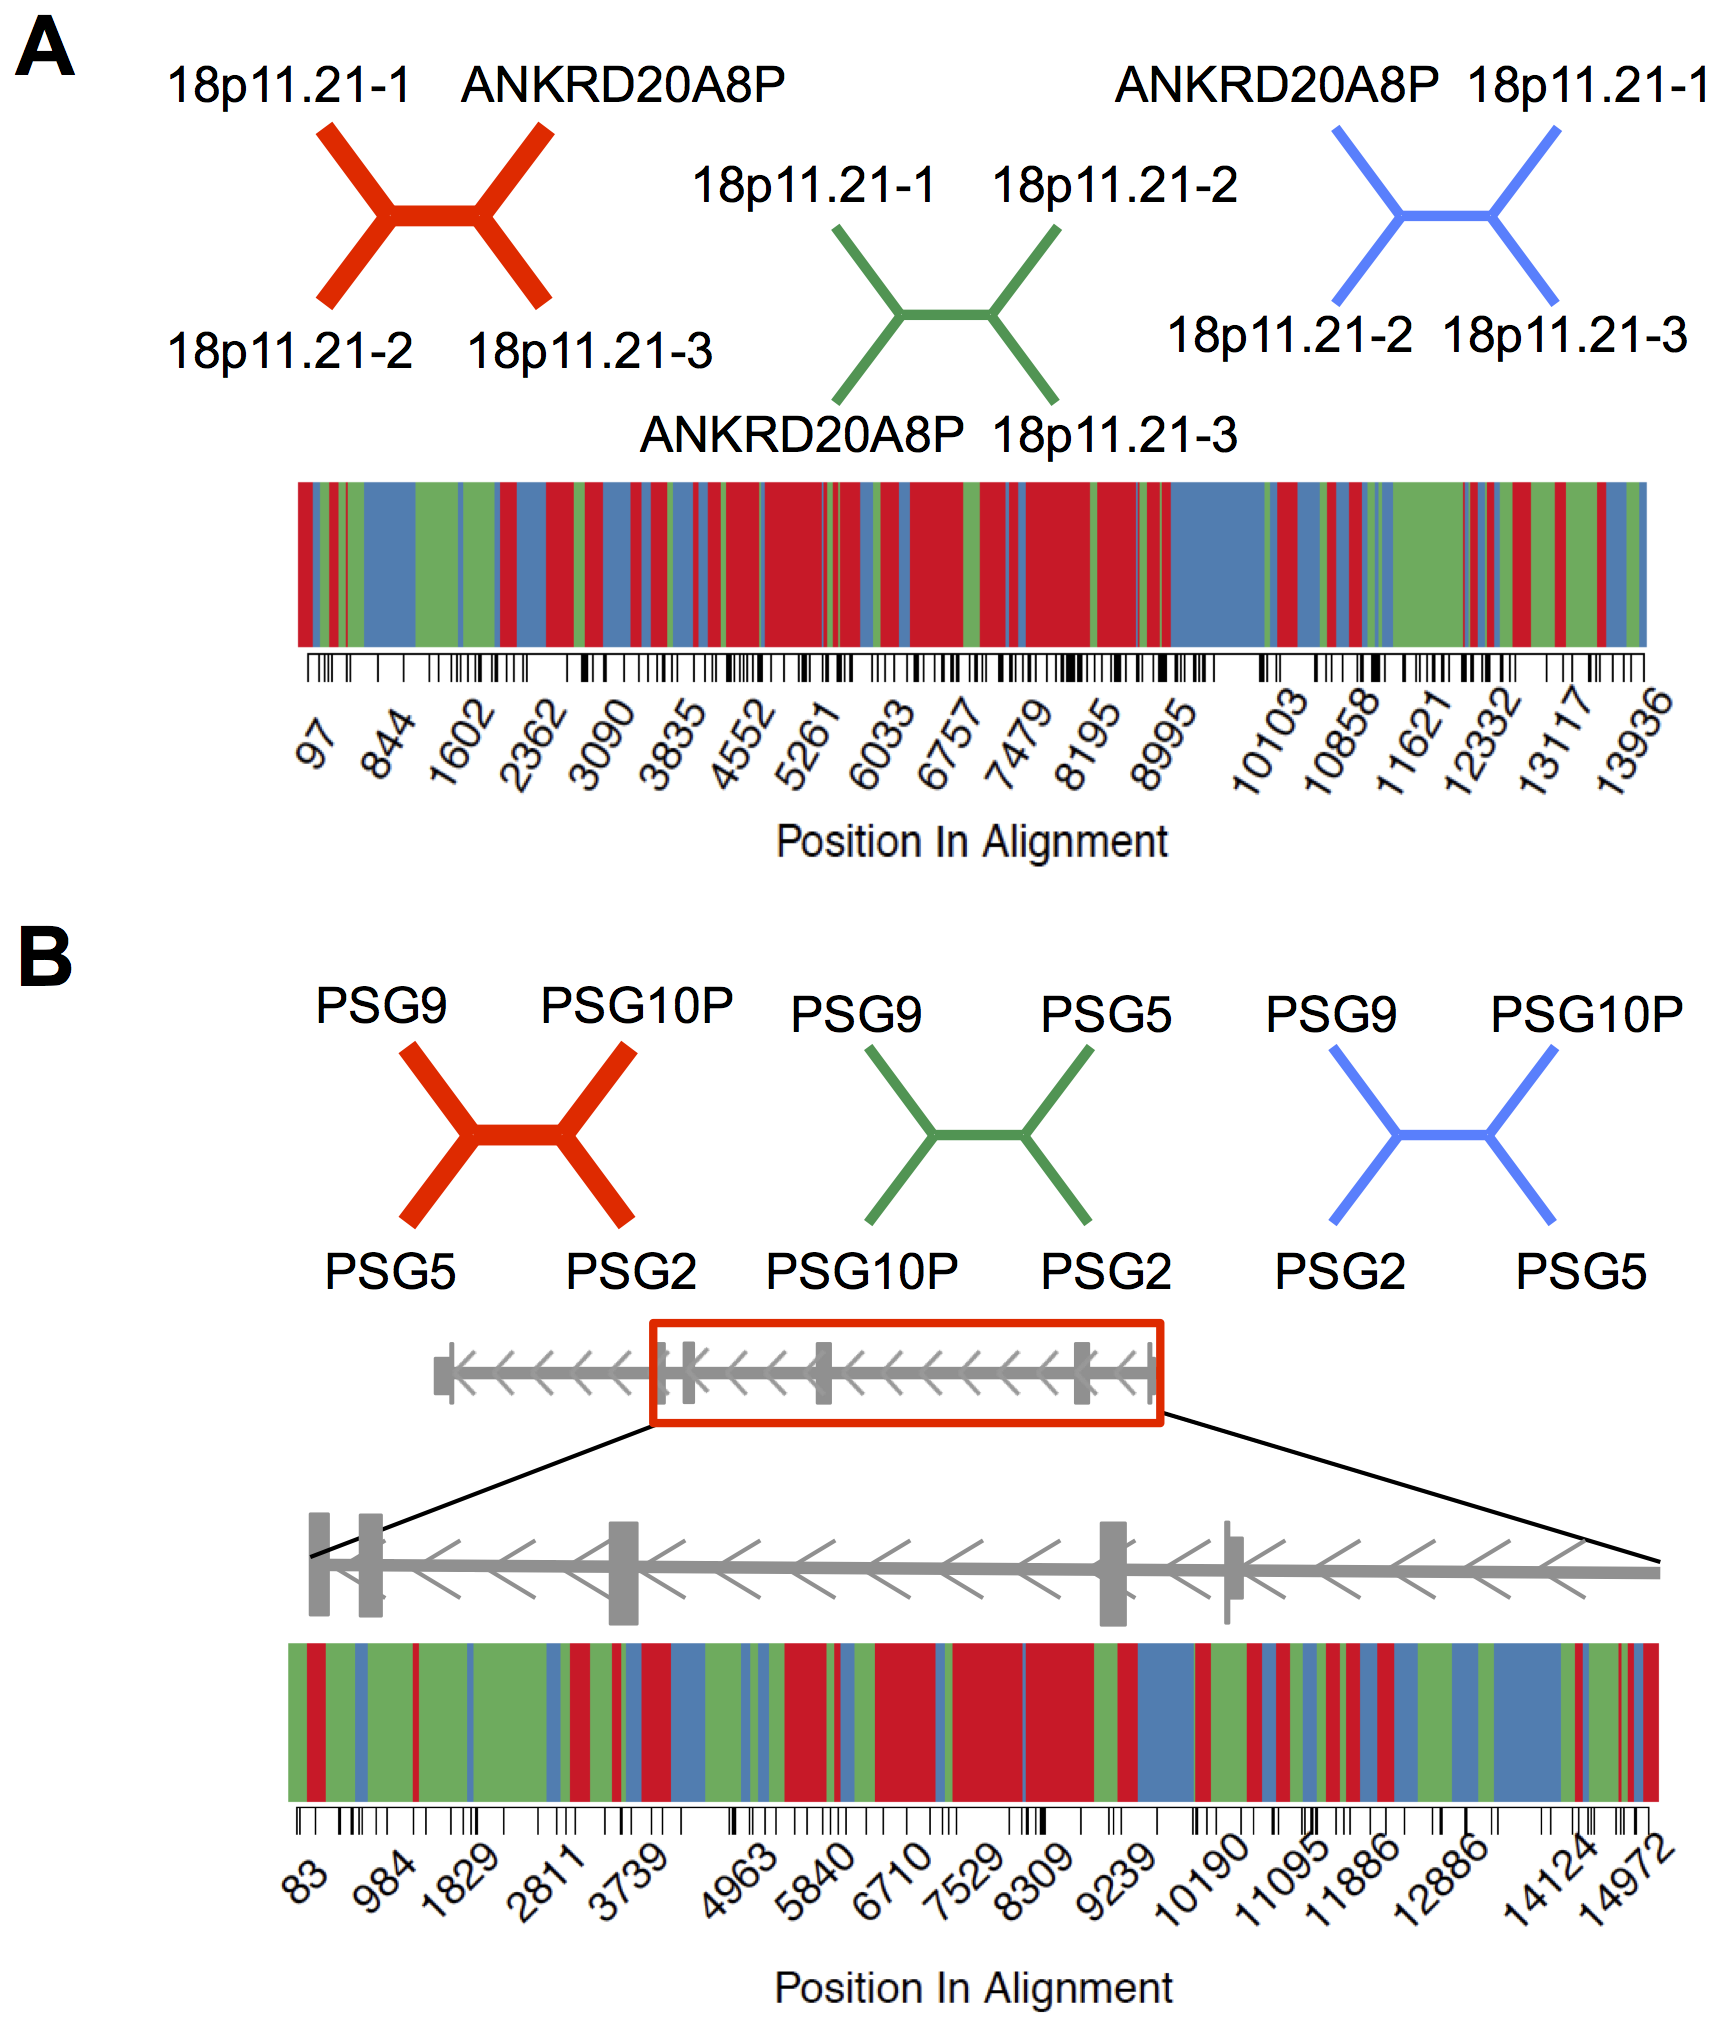 A
18p11.21-1 ANKRD20A8P
ANKRD20A8P 18p11.21-1
18p11.21-1 18p11.21-2
18p11.21-2 18p11.21-3
18p11.21-2 18p11.21-3
ANKRD20A8P 18p11.21-3
97 844 1602 2362 3090 3835 4552 5261 6033 6757 7479 8195 8995 10103 10858 11621 12332 13117 13936
Position In Alignment
B
PSG9 PSG10P PSG9 PSG5 PSG9 PSG10P
PSG5 PSG2 PSG10P PSG2 PSG2 PSG5
83 984 1829 2811 3739 4963 5840 6710 7529 8309 9239 10190 11095 11886 12886 14124 14972
Position In Alignment